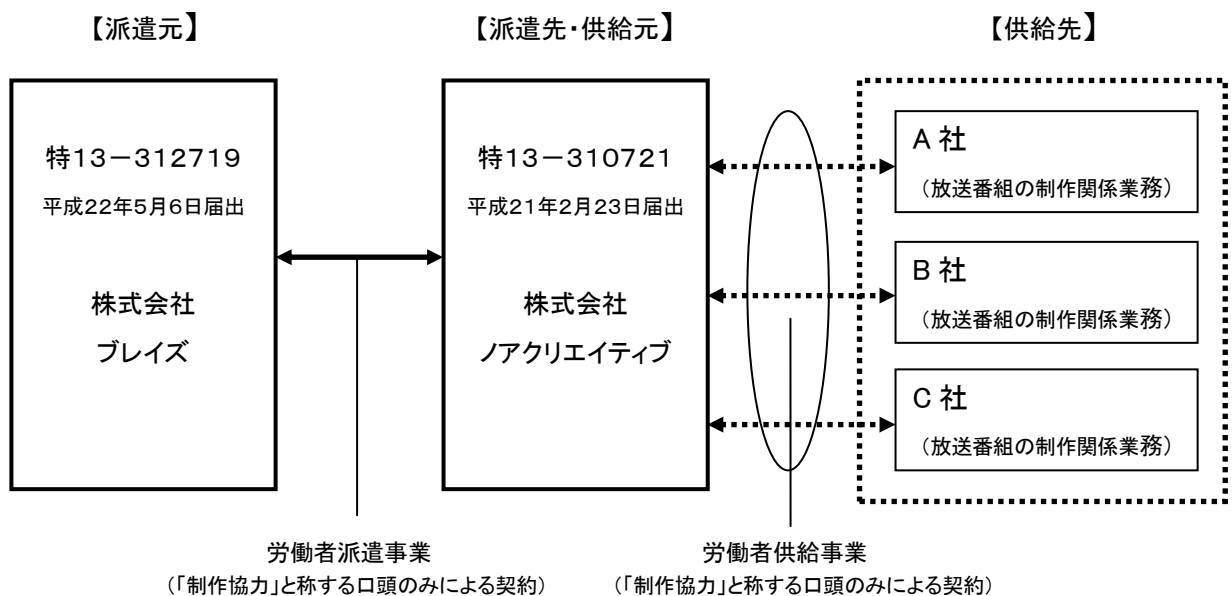 【派遣元】
【派遣先・供給元】
【供給先】
特13－312719
平成22年5月6日届出
株式会社
ブレイズ
特13－310721
平成21年2月23日届出
株式会社
ノアクリエイティブ
A 社
（放送番組の制作関係業務）
B 社
（放送番組の制作関係業務）
C 社
（放送番組の制作関係業務）
労働者派遣事業
（「制作協力」と称する口頭のみによる契約）
労働者供給事業
（「制作協力」と称する口頭のみによる契約）